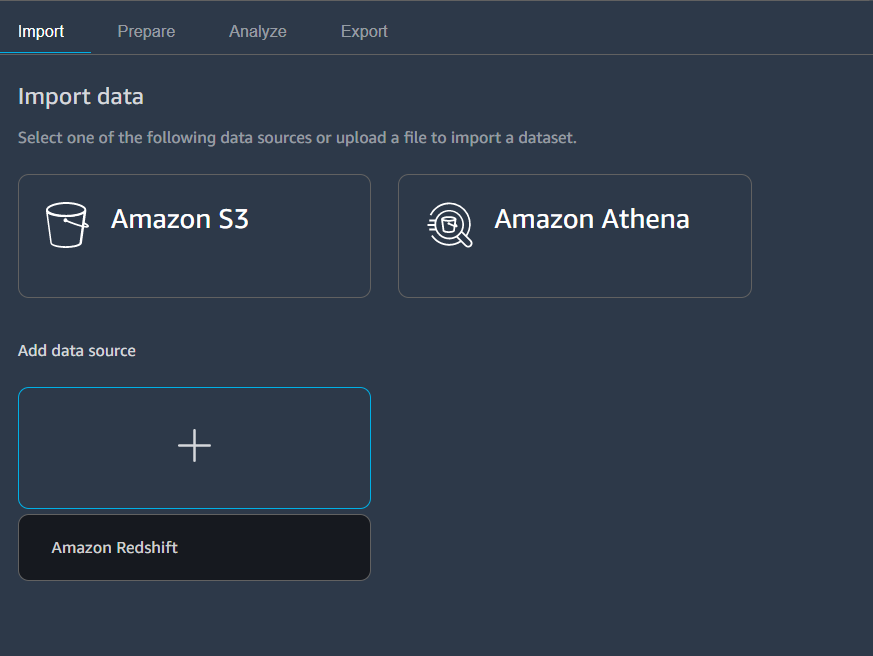 Import
Prepare
Analyze
Export
Import data
Select one of the following data sources or upload a file to import a dataset.
Amazon S3
Amazon Athena
Add data source
Amazon Redshift